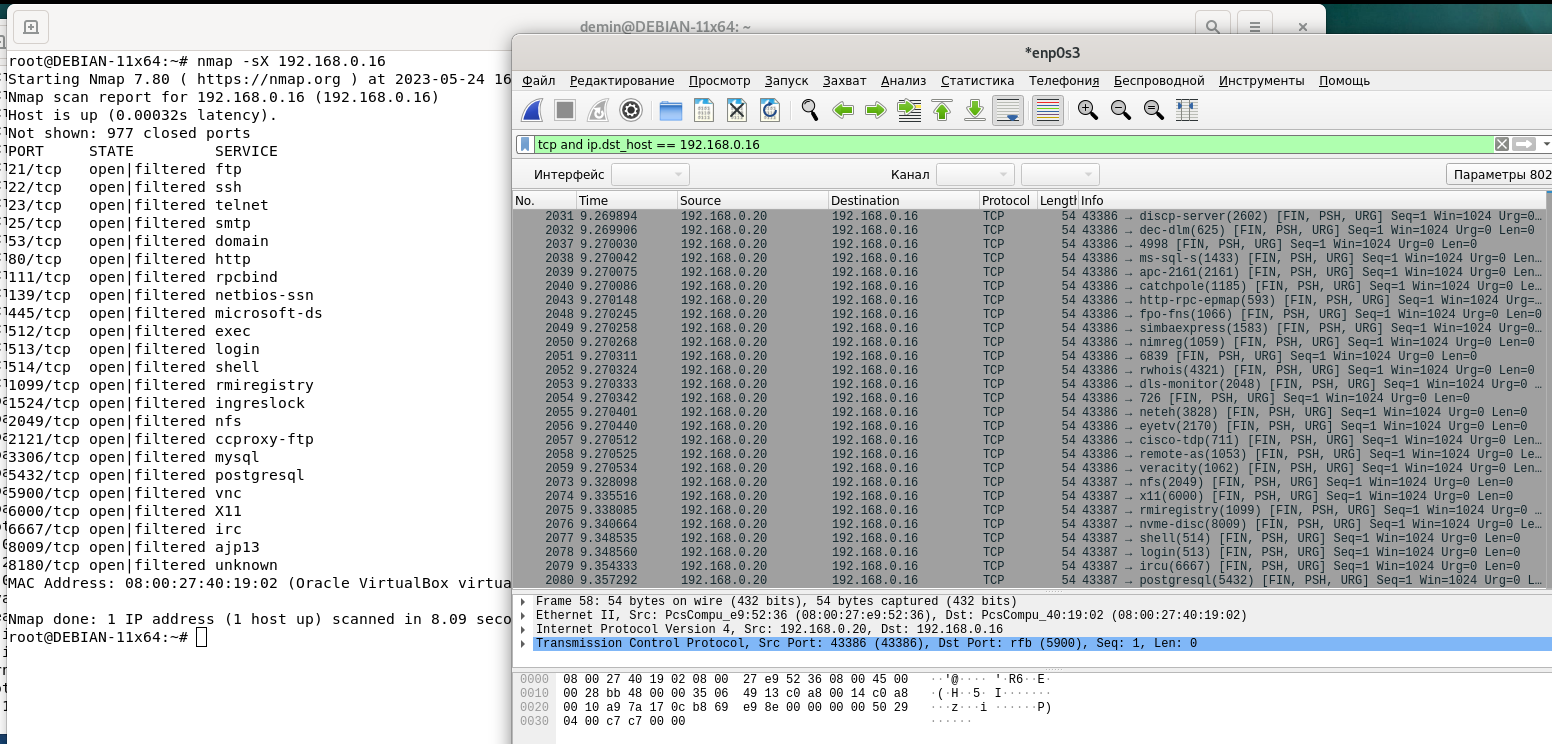 demin@DEBIAN-11x64: ~
root@DEBIAN-11x64:~# nmap -sX 192.168.0.16
Starting Nmap 7.80 ( https://nmap.org ) at 2023-05-24 16
Nmap scan report for 192.168.0.16 (192.168.0.16)
Host is up (0.00032s latency).
Not shown: 977 closed ports
PORT     STATE         SERVICE
21/tcp   open|filtered ftp
22/tcp   open|filtered ssh
23/tcp   open|filtered telnet
25/tcp   open|filtered smtp
53/tcp   open|filtered domain
80/tcp   open|filtered http
111/tcp  open|filtered rpcbind
139/tcp  open|filtered netbios-ssn
445/tcp  open|filtered microsoft-ds
512/tcp  open|filtered exec
513/tcp  open|filtered login
514/tcp  open|filtered shell
1099/tcp open|filtered rmiregistry
1524/tcp open|filtered ingreslock
2049/tcp open|filtered nfs
2121/tcp open|filtered ccproxy-ftp
3306/tcp open|filtered mysql
5432/tcp open|filtered postgresql
5900/tcp open|filtered vnc
6000/tcp open|filtered X11
6667/tcp open|filtered irc
8009/tcp open|filtered ajp13
8180/tcp open|filtered unknown
MAC Address: 08:00:27:40:19:02 (Oracle VirtualBox virtua
Nmap done: 1 IP address (1 host up) scanned in 8.09 seco
root@DEBIAN-11x64:~#
*enp0s3
Файл Редактирование Просмотр Запуск Захват Анализ Статистика Телефония Беспроводной Инструменты Помощь
tcp and ip.dst_host == 192.168.0.16
Интерфейс Канал Параметры 802
No. Time Source Destination Protocol Length Info
2031 9.269894 192.168.0.20 192.168.0.16 TCP 54 43386 → discp-server(2602) [FIN, PSH, URG] Seq=1 Win=1024 Urg=0…
2032 9.269906 192.168.0.20 192.168.0.16 TCP 54 43386 → dec-dlm(625) [FIN, PSH, URG] Seq=1 Win=1024 Urg=0 Len=0
2037 9.270030 192.168.0.20 192.168.0.16 TCP 54 43386 → 4998 [FIN, PSH, URG] Seq=1 Win=1024 Urg=0 Len=0
2038 9.270042 192.168.0.20 192.168.0.16 TCP 54 43386 → ms-sql-s(1433) [FIN, PSH, URG] Seq=1 Win=1024 Urg=0 Len…
2039 9.270075 192.168.0.20 192.168.0.16 TCP 54 43386 → apc-2161(2161) [FIN, PSH, URG] Seq=1 Win=1024 Urg=0 Len…
2040 9.270086 192.168.0.20 192.168.0.16 TCP 54 43386 → catchpole(1185) [FIN, PSH, URG] Seq=1 Win=1024 Urg=0 Le…
2043 9.270148 192.168.0.20 192.168.0.16 TCP 54 43386 → http-rpc-epmap(593) [FIN, PSH, URG] Seq=1 Win=1024 Urg=…
2048 9.270245 192.168.0.20 192.168.0.16 TCP 54 43386 → fpo-fns(1066) [FIN, PSH, URG] Seq=1 Win=1024 Urg=0 Len=0
2049 9.270258 192.168.0.20 192.168.0.16 TCP 54 43386 → simbaexpress(1583) [FIN, PSH, URG] Seq=1 Win=1024 Urg=0…
2050 9.270268 192.168.0.20 192.168.0.16 TCP 54 43386 → nimreg(1059) [FIN, PSH, URG] Seq=1 Win=1024 Urg=0 Len=0
2051 9.270311 192.168.0.20 192.168.0.16 TCP 54 43386 → 6839 [FIN, PSH, URG] Seq=1 Win=1024 Urg=0 Len=0
2052 9.270324 192.168.0.20 192.168.0.16 TCP 54 43386 → rwhois(4321) [FIN, PSH, URG] Seq=1 Win=1024 Urg=0 Len=0
2053 9.270333 192.168.0.20 192.168.0.16 TCP 54 43386 → dls-monitor(2048) [FIN, PSH, URG] Seq=1 Win=1024 Urg=0 …
2054 9.270342 192.168.0.20 192.168.0.16 TCP 54 43386 → 726 [FIN, PSH, URG] Seq=1 Win=1024 Urg=0 Len=0
2055 9.270401 192.168.0.20 192.168.0.16 TCP 54 43386 → neteh(3828) [FIN, PSH, URG] Seq=1 Win=1024 Urg=0 Len=0
2056 9.270440 192.168.0.20 192.168.0.16 TCP 54 43386 → eyetv(2170) [FIN, PSH, URG] Seq=1 Win=1024 Urg=0 Len=0
2057 9.270512 192.168.0.20 192.168.0.16 TCP 54 43386 → cisco-tdp(711) [FIN, PSH, URG] Seq=1 Win=1024 Urg=0 Len=0
2058 9.270525 192.168.0.20 192.168.0.16 TCP 54 43386 → remote-as(1053) [FIN, PSH, URG] Seq=1 Win=1024 Urg=0 Len=0
2059 9.270534 192.168.0.20 192.168.0.16 TCP 54 43386 → veracity(1062) [FIN, PSH, URG] Seq=1 Win=1024 Urg=0 Len=0
2073 9.328098 192.168.0.20 192.168.0.16 TCP 54 43387 → nfs(2049) [FIN, PSH, URG] Seq=1 Win=1024 Urg=0 Len=0
2074 9.335516 192.168.0.20 192.168.0.16 TCP 54 43387 → x11(6000) [FIN, PSH, URG] Seq=1 Win=1024 Urg=0 Len=0
2075 9.338085 192.168.0.20 192.168.0.16 TCP 54 43387 → rmiregistry(1099) [FIN, PSH, URG] Seq=1 Win=1024 Urg=0 …
2076 9.340664 192.168.0.20 192.168.0.16 TCP 54 43387 → nvme-disc(8009) [FIN, PSH, URG] Seq=1 Win=1024 Urg=0 Le…
2077 9.348535 192.168.0.20 192.168.0.16 TCP 54 43387 → shell(514) [FIN, PSH, URG] Seq=1 Win=1024 Urg=0 Len=0
2078 9.348560 192.168.0.20 192.168.0.16 TCP 54 43387 → login(513) [FIN, PSH, URG] Seq=1 Win=1024 Urg=0 Len=0
2079 9.354333 192.168.0.20 192.168.0.16 TCP 54 43387 → ircu(6667) [FIN, PSH, URG] Seq=1 Win=1024 Urg=0 Len=0
2080 9.357292 192.168.0.20 192.168.0.16 TCP 54 43387 → postgresql(5432) [FIN, PSH, URG] Seq=1 Win=1024 Urg=0 L…
Frame 58: 54 bytes on wire (432 bits), 54 bytes captured (432 bits)
Ethernet II, Src: PcsCompu_e9:52:36 (08:00:27:e9:52:36), Dst: PcsCompu_40:19:02 (08:00:27:40:19:02)
Internet Protocol Version 4, Src: 192.168.0.20, Dst: 192.168.0.16
Transmission Control Protocol, Src Port: 43386 (43386), Dst Port: rfb (5900), Seq: 1, Len: 0
0000 08 00 27 40 19 02 08 00 27 e9 52 36 08 00 45 00 ··'@···· '·R6··E·
0010 00 28 bb 48 00 00 35 06 49 13 c0 a8 00 14 c0 a8 ·(·H··5· I·······
0020 00 10 a9 7a 17 0c b8 69 e9 8e 00 00 00 00 50 29 ···z···i ······P)
0030 04 00 c7 c7 00 00 ······